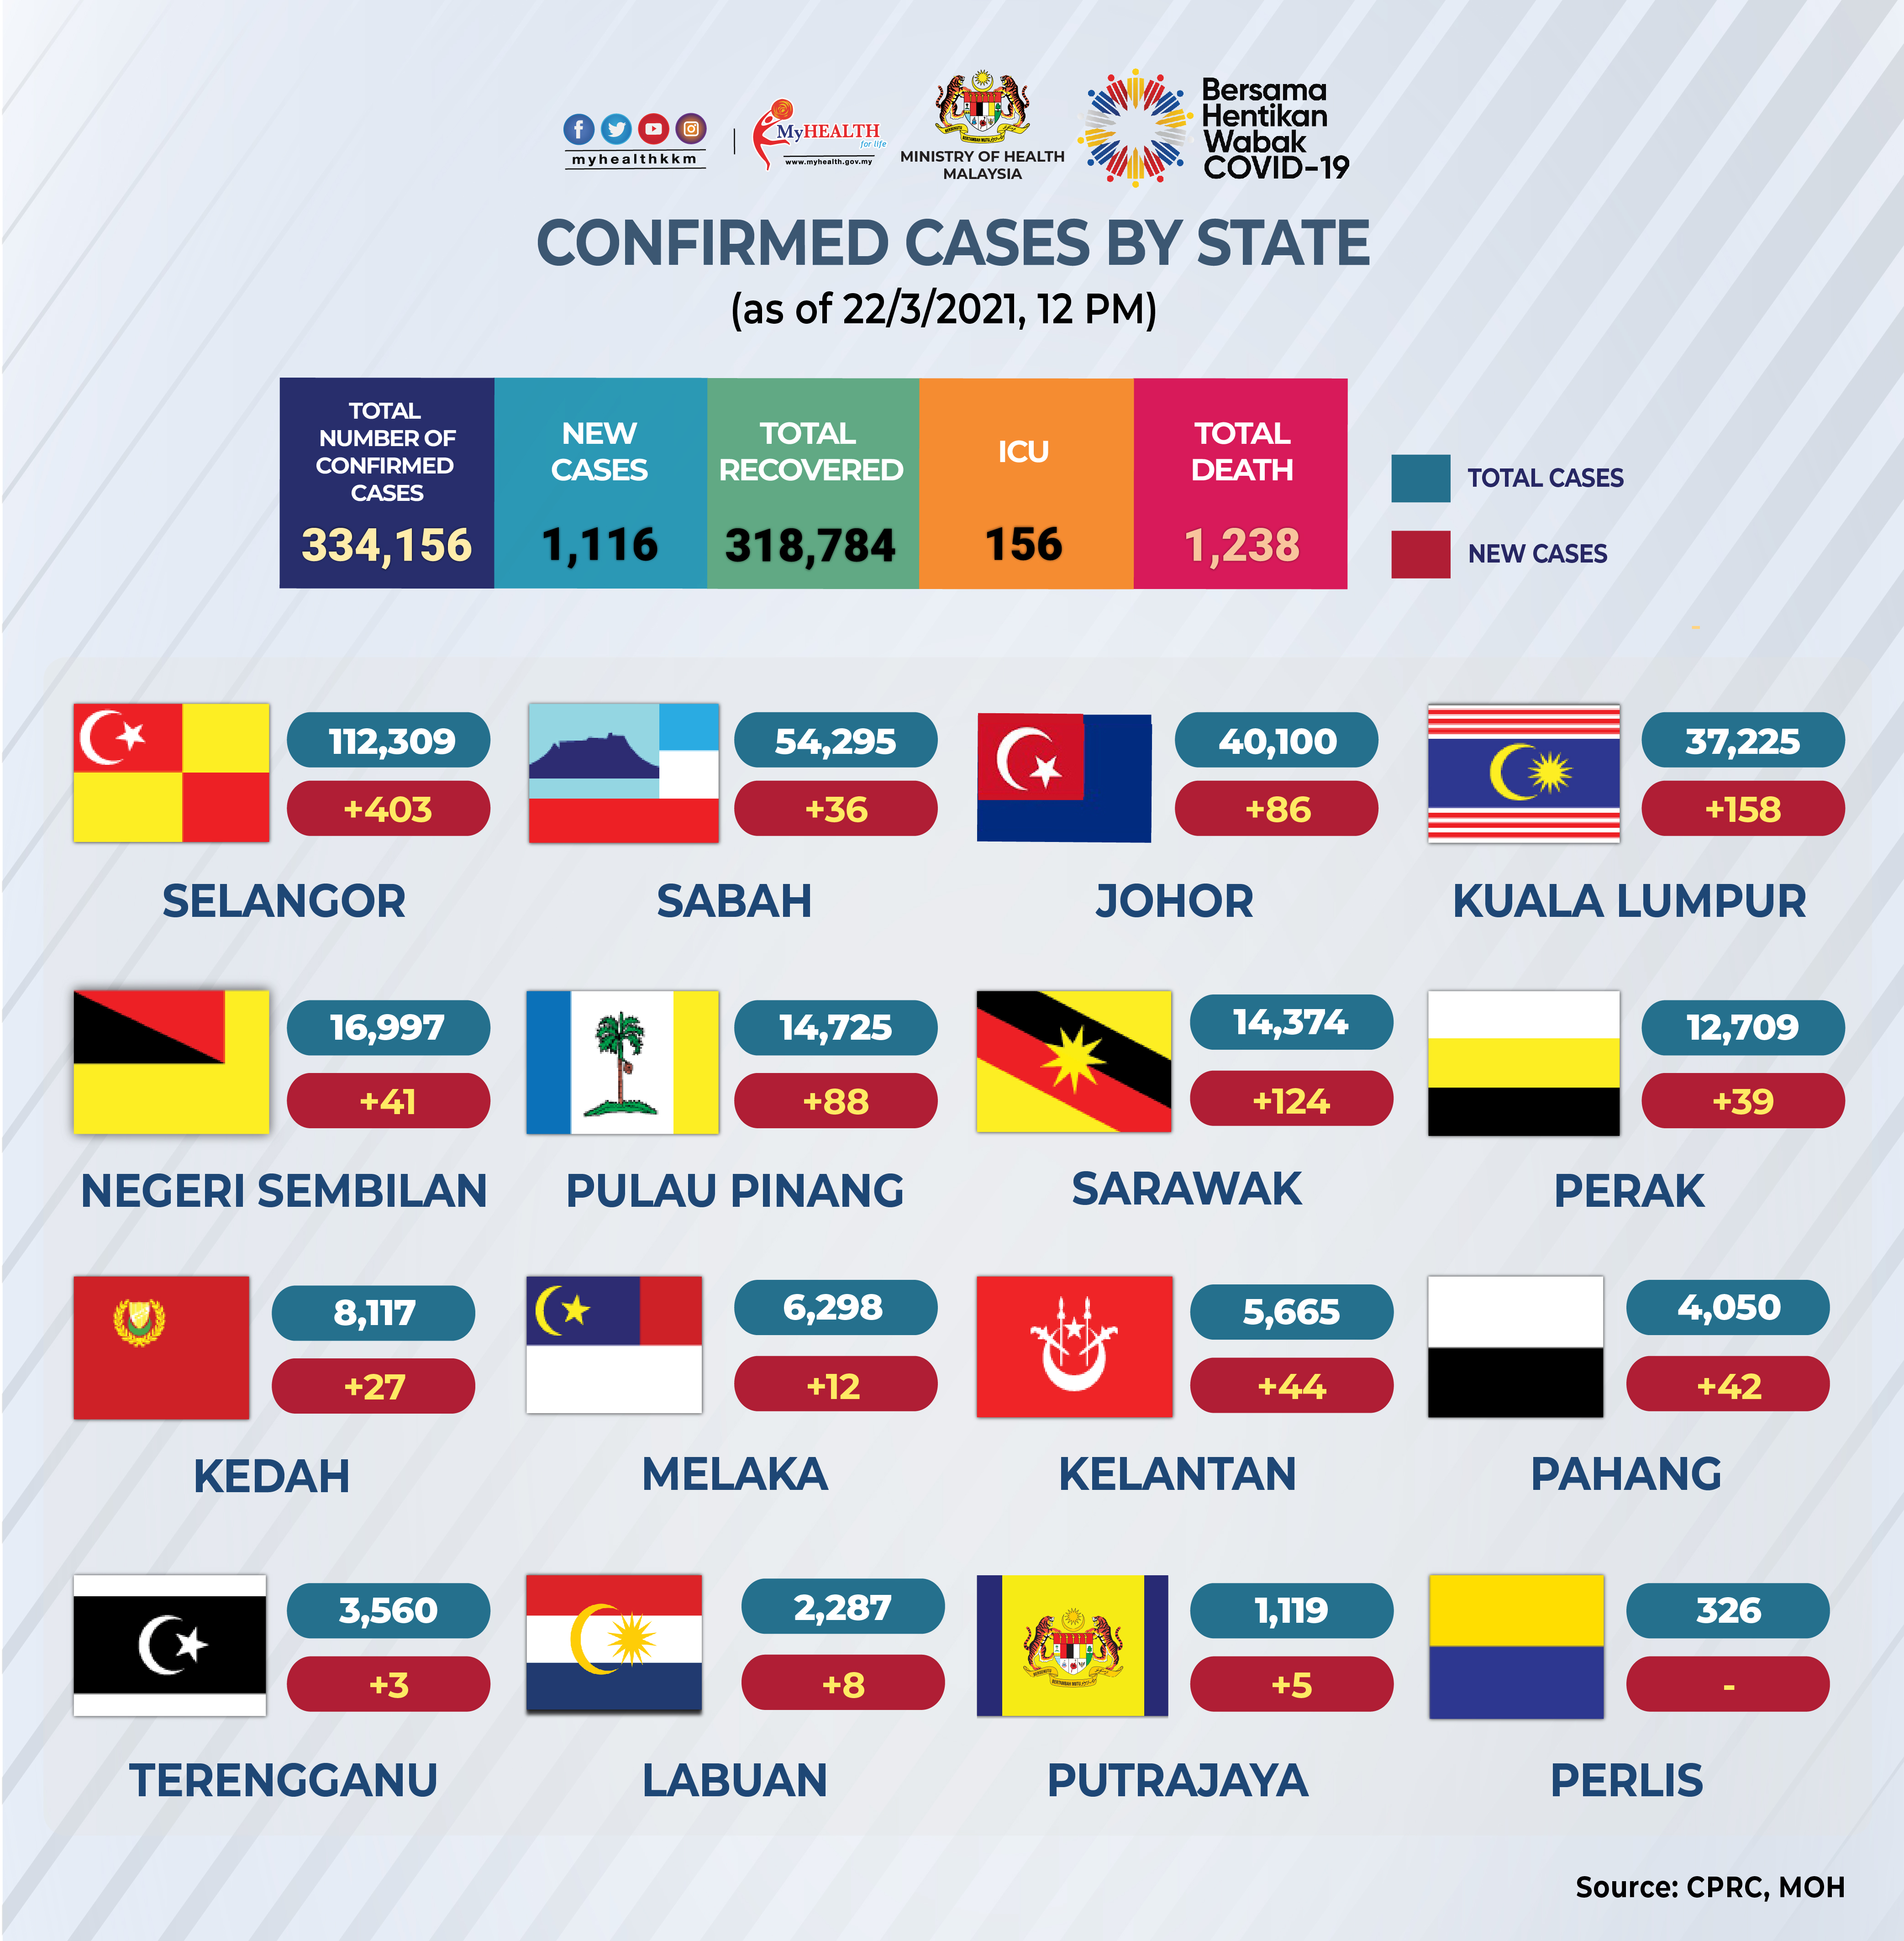 myhealthkkm
MyHEALTH
for life
www.myhealth.gov.my
MINISTRY OF HEALTH
MALAYSIA
Bersama
Hentikan
Wabak
COVID-19
CONFIRMED CASES BY STATE
(as of 22/3/2021, 12 PM)
TOTAL
NUMBER OF
CONFIRMED
CASES
334,156
NEW
CASES
1,116
TOTAL
RECOVERED
318,784
ICU
156
TOTAL
DEATH
1,238
TOTAL CASES
NEW CASES
112,309
+403
SELANGOR
54,295
+36
SABAH
40,100
+86
JOHOR
37,225
+158
KUALA LUMPUR
16,997
+41
NEGERI SEMBILAN
14,725
+88
PULAU PINANG
14,374
+124
SARAWAK
12,709
+39
PERAK
8,117
+27
KEDAH
6,298
+12
MELAKA
5,665
+44
KELANTAN
4,050
+42
PAHANG
3,560
+3
TERENGGANU
2,287
+8
LABUAN
1,119
+5
PUTRAJAYA
326
-
PERLIS
Source: CPRC, MOH